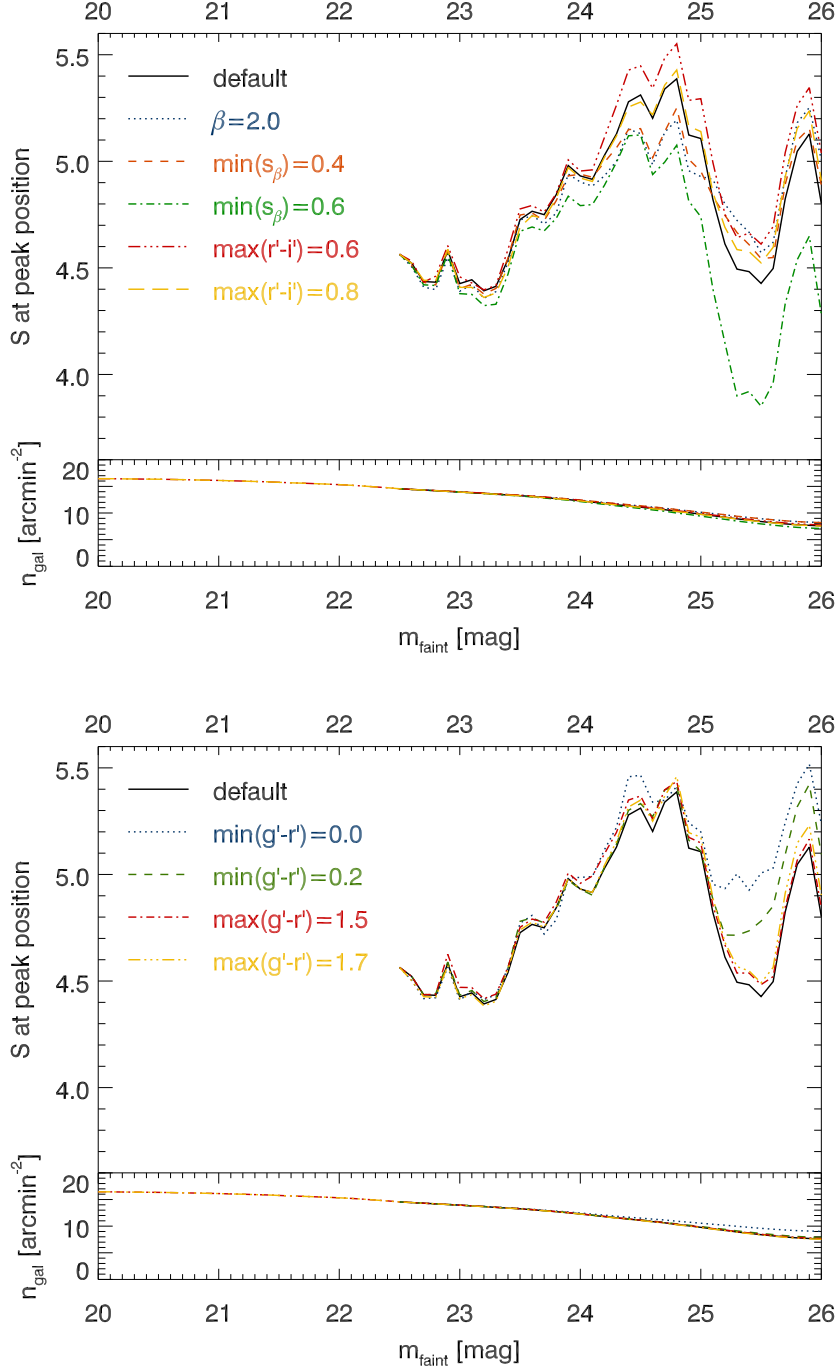 20 21 22 23 24 25 26
5.5
5.0
4.5
4.0
S at peak position
default
β=2.0
min(sβ)=0.4
min(sβ)=0.6
max(r'-i')=0.6
max(r'-i')=0.8
20
10
0
n_gal [arcmin^-2]
20 21 22 23 24 25 26
m_faint [mag]
20 21 22 23 24 25 26
5.5
5.0
4.5
4.0
S at peak position
default
min(g'-r')=0.0
min(g'-r')=0.2
max(g'-r')=1.5
max(g'-r')=1.7
20
10
0
n_gal [arcmin^-2]
20 21 22 23 24 25 26
m_faint [mag]